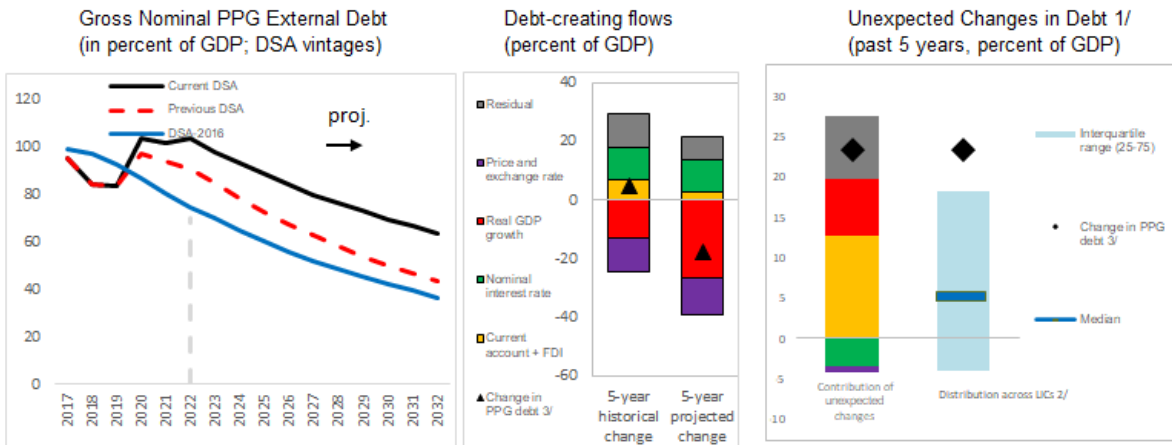 Gross Nominal PPG External Debt
(in percent of GDP; DSA vintages)
Current DSA
Previous DSA
DSA-2016
proj.
120
100
80
60
40
20
0
2017
2018
2019
2020
2021
2022
2023
2024
2025
2026
2027
2028
2029
2030
2031
2032
Debt-creating flows
(percent of GDP)
Residual
Price and
exchange rate
Real GDP
growth
Nominal
interest rate
Current
account + FDI
Change in
PPG debt 3/
40
20
0
-20
-40
-60
5-year
historical
change
5-year
projected
change
Unexpected Changes in Debt 1/
(past 5 years, percent of GDP)
30
25
20
15
10
5
0
5
-10
Interquartile
range (25-75)
Change in PPG
debt 3/
Median
Contribution of
unexpected
changes
Distribution across LICs 2/